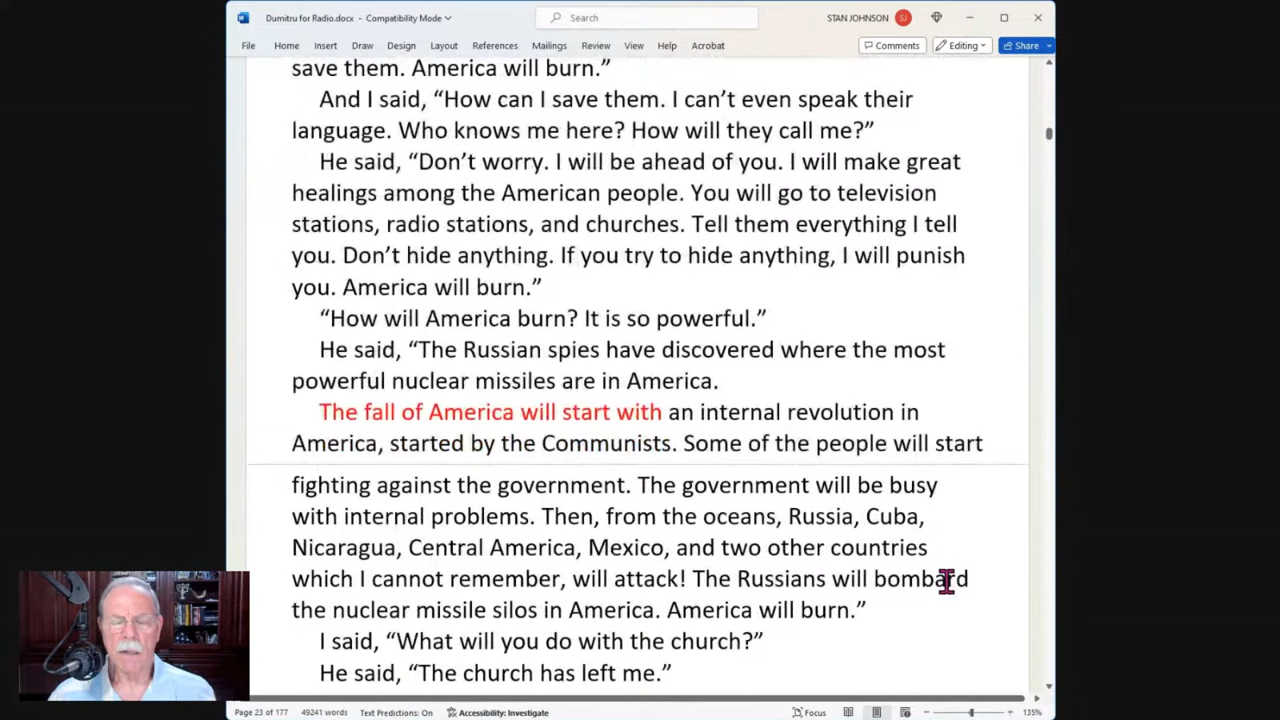 Dumitru for Radio.docx • Compatibility Mode
Search
STAN JOHNSON SJ
File Home Insert Draw Design Layout References Mailings Review View Help Acrobat Comments Editing Share
save them. America will burn.”
And I said, “How can I save them. I can’t even speak their
language. Who knows me here? How will they call me?”
He said, “Don’t worry. I will be ahead of you. I will make great
healings among the American people. You will go to television
stations, radio stations, and churches. Tell them everything I tell
you. Don’t hide anything. If you try to hide anything, I will punish
you. America will burn.”
“How will America burn? It is so powerful.”
He said, “The Russian spies have discovered where the most
powerful nuclear missiles are in America.
The fall of America will start with an internal revolution in
America, started by the Communists. Some of the people will start
fighting against the government. The government will be busy
with internal problems. Then, from the oceans, Russia, Cuba,
Nicaragua, Central America, Mexico, and two other countries
which I cannot remember, will attack! The Russians will bombard
the nuclear missile silos in America. America will burn.”
I said, “What will you do with the church?”
He said, “The church has left me.”
Page 23 of 177 49241 words Text Predictions: On Accessibility: Investigate Focus 135%